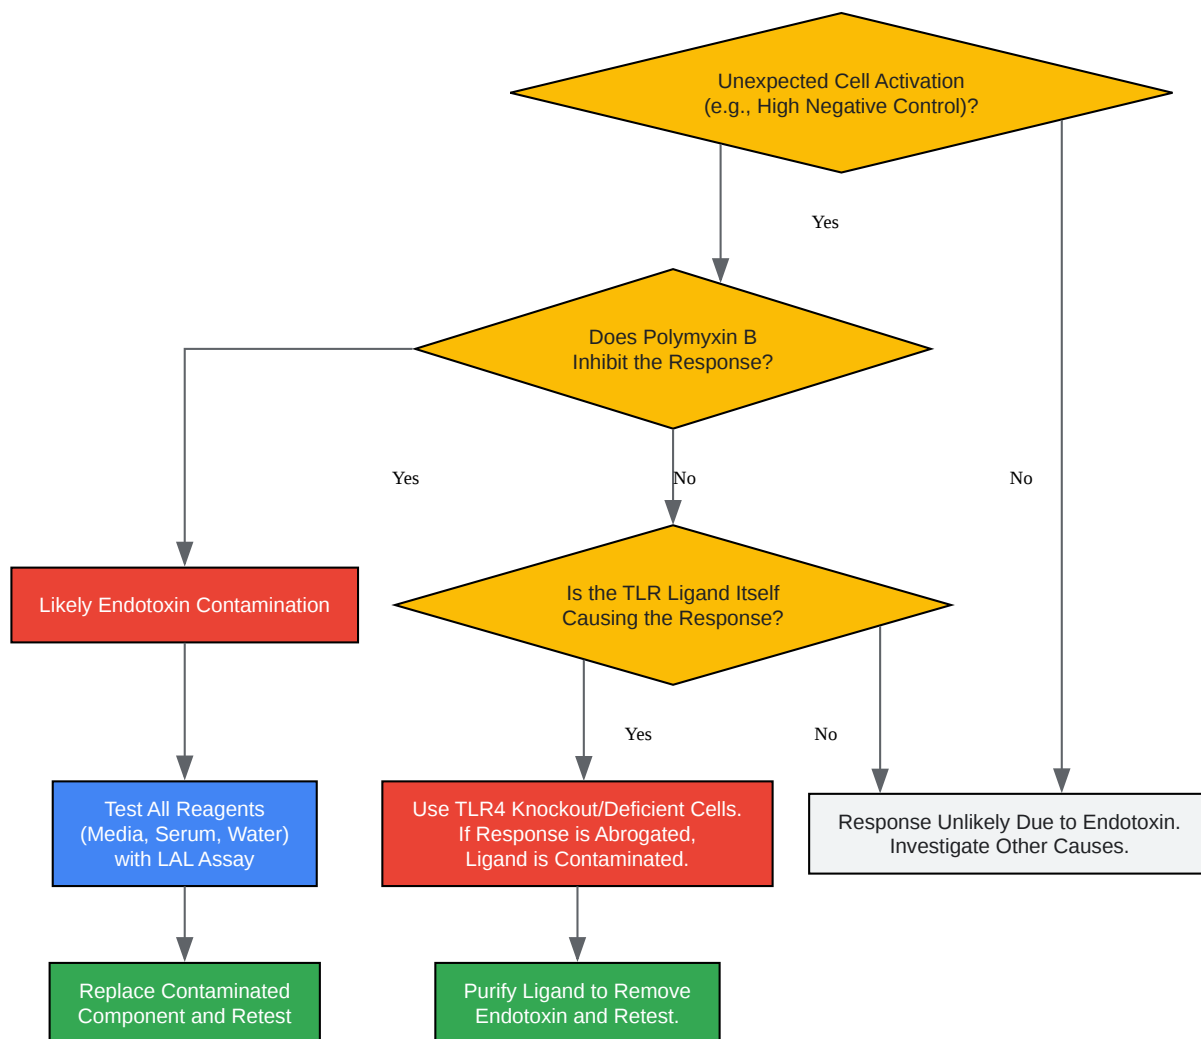 Unexpected Cell Activation
(e.g., High Negative Control)?
Yes
Does Polymyxin B
Inhibit the Response?
Yes
No
No
Likely Endotoxin Contamination
Is the TLR Ligand Itself
Causing the Response?
Yes
No
Test All Reagents
(Media, Serum, Water)
with LAL Assay
Use TLR4 Knockout/Deficient Cells.
If Response is Abrogated,
Ligand is Contaminated.
Response Unlikely Due to Endotoxin.
Investigate Other Causes.
Replace Contaminated
Component and Retest
Purify Ligand to Remove
Endotoxin and Retest.